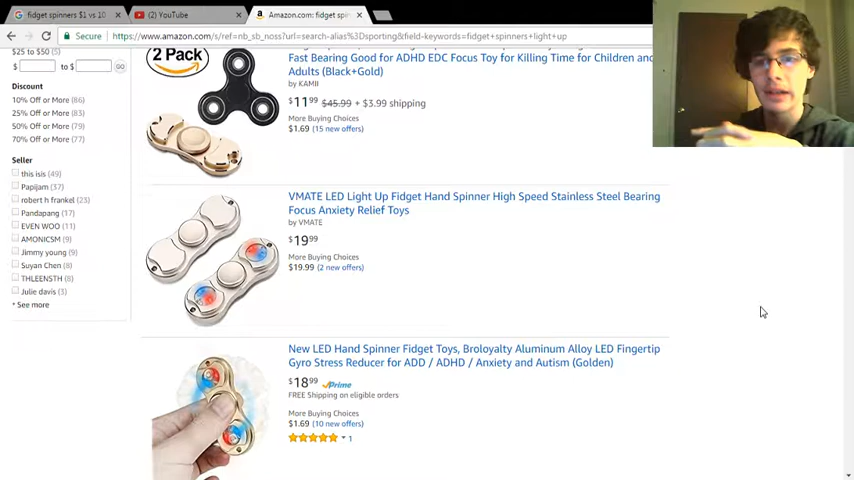 fidget spinners $1 vs 10
(2) YouTube
Amazon.com: fidget spin
Secure
https://www.amazon.com/s/ref=nb_sb_noss?url=search-alias%3Dsporting&field-keywords=fidget+spinners+light+up
$25 to $50 (5)
$ to $ GO
Discount
10% Off or More (86)
25% Off or More (83)
50% Off or More (79)
70% Off or More (77)
Seller
this isis (49)
Papijam (37)
robert h frankel (23)
Pandapang (17)
EVEN WOO (11)
AMONICSM (9)
Jimmy young (9)
Suyan Chen (8)
THLEENSTH (8)
Julie davis (3)
See more
2 Pack
Fast Bearing Good for ADHD EDC Focus Toy for Killing Time for Children and
Adults (Black+Gold)
by KAMII
$11.99 $45.99 + $3.99 shipping
More Buying Choices
$1.69 (15 new offers)
VMATE LED Light Up Fidget Hand Spinner High Speed Stainless Steel Bearing
Focus Anxiety Relief Toys
by VMATE
$19.99
More Buying Choices
$19.99 (2 new offers)
New LED Hand Spinner Fidget Toys, Broloyalty Aluminum Alloy LED Fingertip
Gyro Stress Reducer for ADD / ADHD / Anxiety and Autism (Golden)
$18.99 Prime
FREE Shipping on eligible orders
More Buying Choices
$1.69 (10 new offers)
1